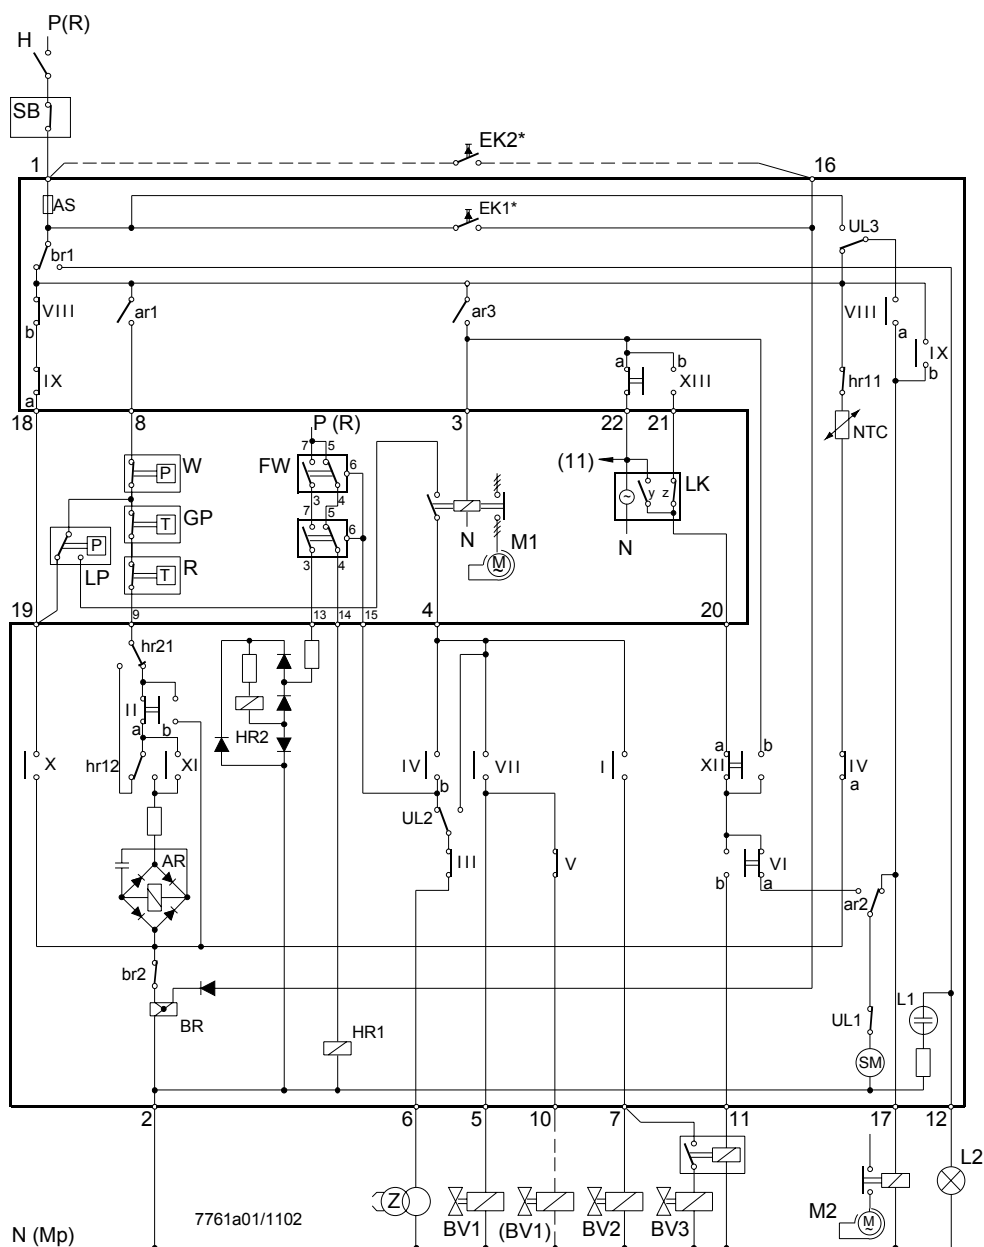 P(R)
H
SB
EK2*
1
16
AS
EK1*
UL3
br1
VIII
b
ar1
ar3
VIII
a
a
b
XIII
IX
b
IX
a
hr11
18
8
P (R)
3
22
21
NTC
7
5
W
P
FW
6
(11)
LK
3
4
y
z
~
GP
T
7
5
6
P
LP
N
M1
M
~
N
R
T
3
4
19
9
13
14
15
4
20
hr21
II
a
b
HR2
X
hr12
XI
IV
b
VII
I
a
XII
b
IV
a
UL2
AR
III
V
b
VI
a
ar2
br2
BR
HR1
UL1
L1
SM
2
6
5
10
7
11
17
12
L2
Z
BV1
(BV1)
BV2
BV3
M2
M
~
7761a01/1102
N (Mp)